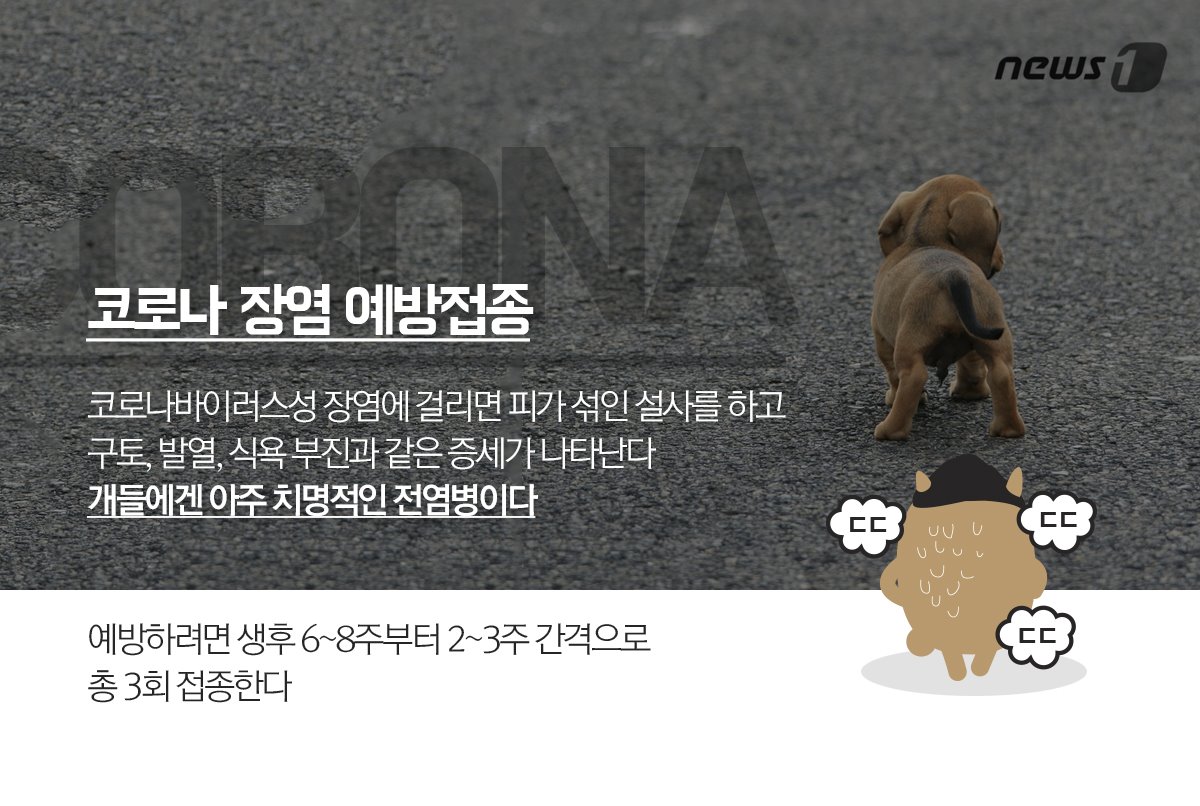 news1
CORONA
코로나 장염 예방접종
코로나바이러스성 장염에 걸리면 피가 섞인 설사를 하고
구토, 발열, 식욕 부진과 같은 증세가 나타난다
개들에겐 아주 치명적인 전염병이다
ㄷㄷ
ㄷㄷ
ㄷㄷ
예방하려면 생후 6~8주부터 2~3주 간격으로
총 3회 접종한다